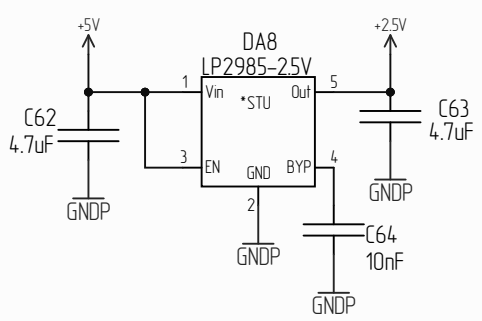 +5V
+2.5V
DA8
LP2985-2.5V
1
Vin
*STU
Out
5
C62
4.7uF
C63
4.7uF
3
EN
GND
BYP
4
2
GNDP
GNDP
GNDP
C64
10nF
GNDP